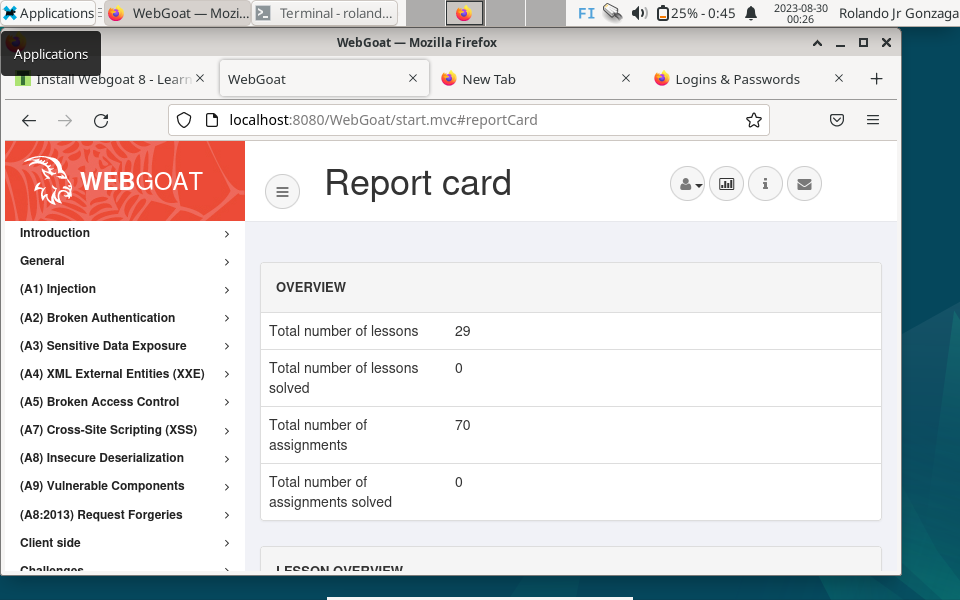 Applications
WebGoat — Mozi...
Terminal - roland...
FI
25% - 0:45
2023-08-30
00:26
Rolando Jr Gonzaga
WebGoat — Mozilla Firefox
Applications
Install Webgoat 8 - Learn
WebGoat
New Tab
Logins & Passwords
localhost:8080/WebGoat/start.mvc#reportCard
WEBGOAT
Report card
Introduction
General
(A1) Injection
(A2) Broken Authentication
(A3) Sensitive Data Exposure
(A4) XML External Entities (XXE)
(A5) Broken Access Control
(A7) Cross-Site Scripting (XSS)
(A8) Insecure Deserialization
(A9) Vulnerable Components
(A8:2013) Request Forgeries
Client side
Challenges
OVERVIEW
Total number of lessons 29
Total number of lessons 0
solved
Total number of 70
assignments
Total number of 0
assignments solved
LESSON OVERVIEW